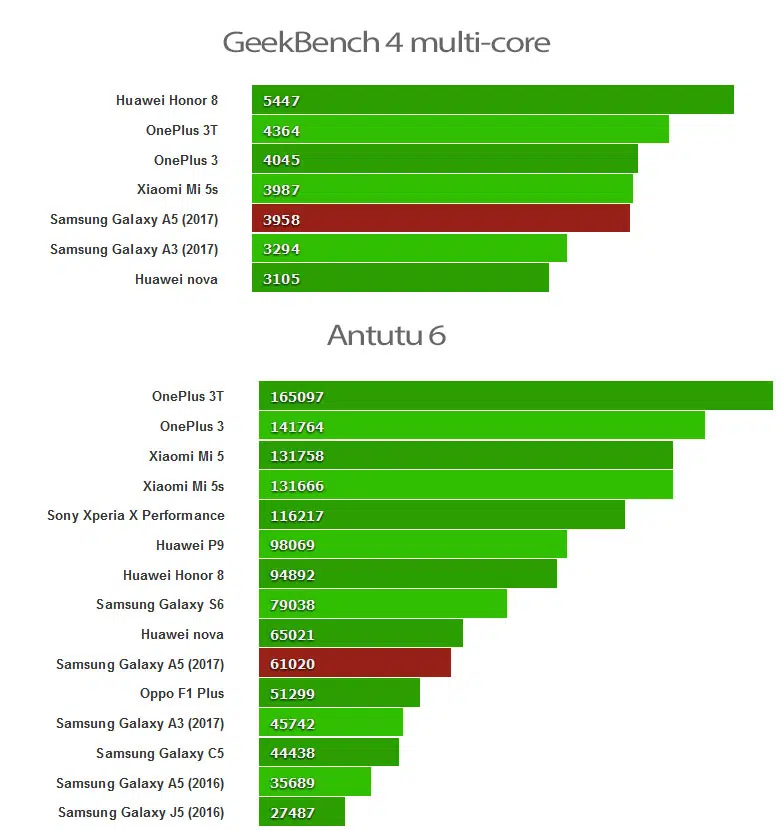 GeekBench 4 multi-core
Huawei Honor 8 5447
OnePlus 3T 4364
OnePlus 3 4045
Xiaomi Mi 5s 3987
Samsung Galaxy A5 (2017) 3958
Samsung Galaxy A3 (2017) 3294
Huawei nova 3105
Antutu 6
OnePlus 3T 165097
OnePlus 3 141764
Xiaomi Mi 5 131758
Xiaomi Mi 5s 131666
Sony Xperia X Performance 116217
Huawei P9 98069
Huawei Honor 8 94892
Samsung Galaxy S6 79038
Huawei nova 65021
Samsung Galaxy A5 (2017) 61020
Oppo F1 Plus 51299
Samsung Galaxy A3 (2017) 45742
Samsung Galaxy C5 44438
Samsung Galaxy A5 (2016) 35689
Samsung Galaxy J5 (2016) 27487